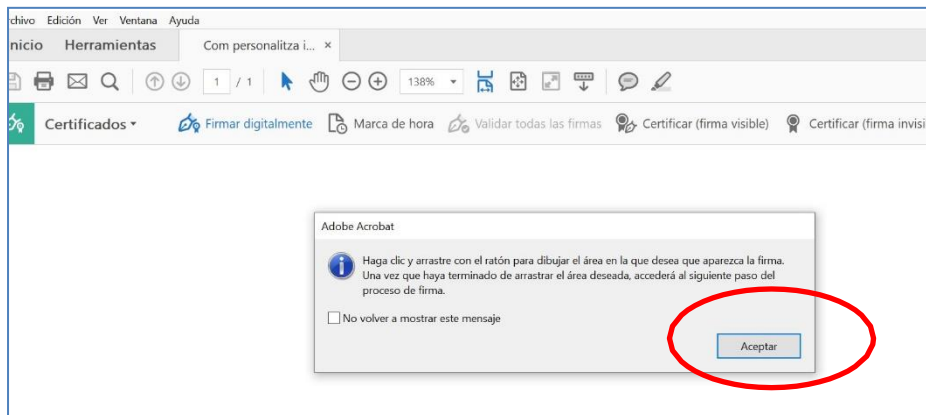 chivo Edición Ver Ventana Ayuda
nicio Herramientas Com personalitza i... ×
1 / 1 138%
Certificados Firmar digitalmente Marca de hora Validar todas las firmas Certificar (firma visible) Certificar (firma invisi
Adobe Acrobat
Haga clic y arrastre con el ratón para dibujar el área en la que desea que aparezca la firma.
Una vez que haya terminado de arrastrar el área deseada, accederá al siguiente paso del
proceso de firma.
No volver a mostrar este mensaje
Aceptar